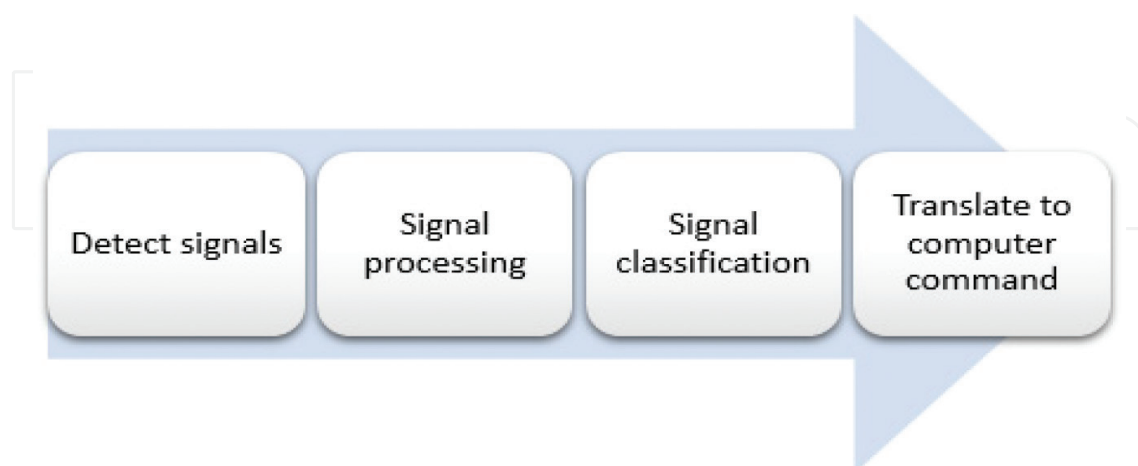 Detect signals
Signal
processing
Signal
classification
Translate to
computer
command